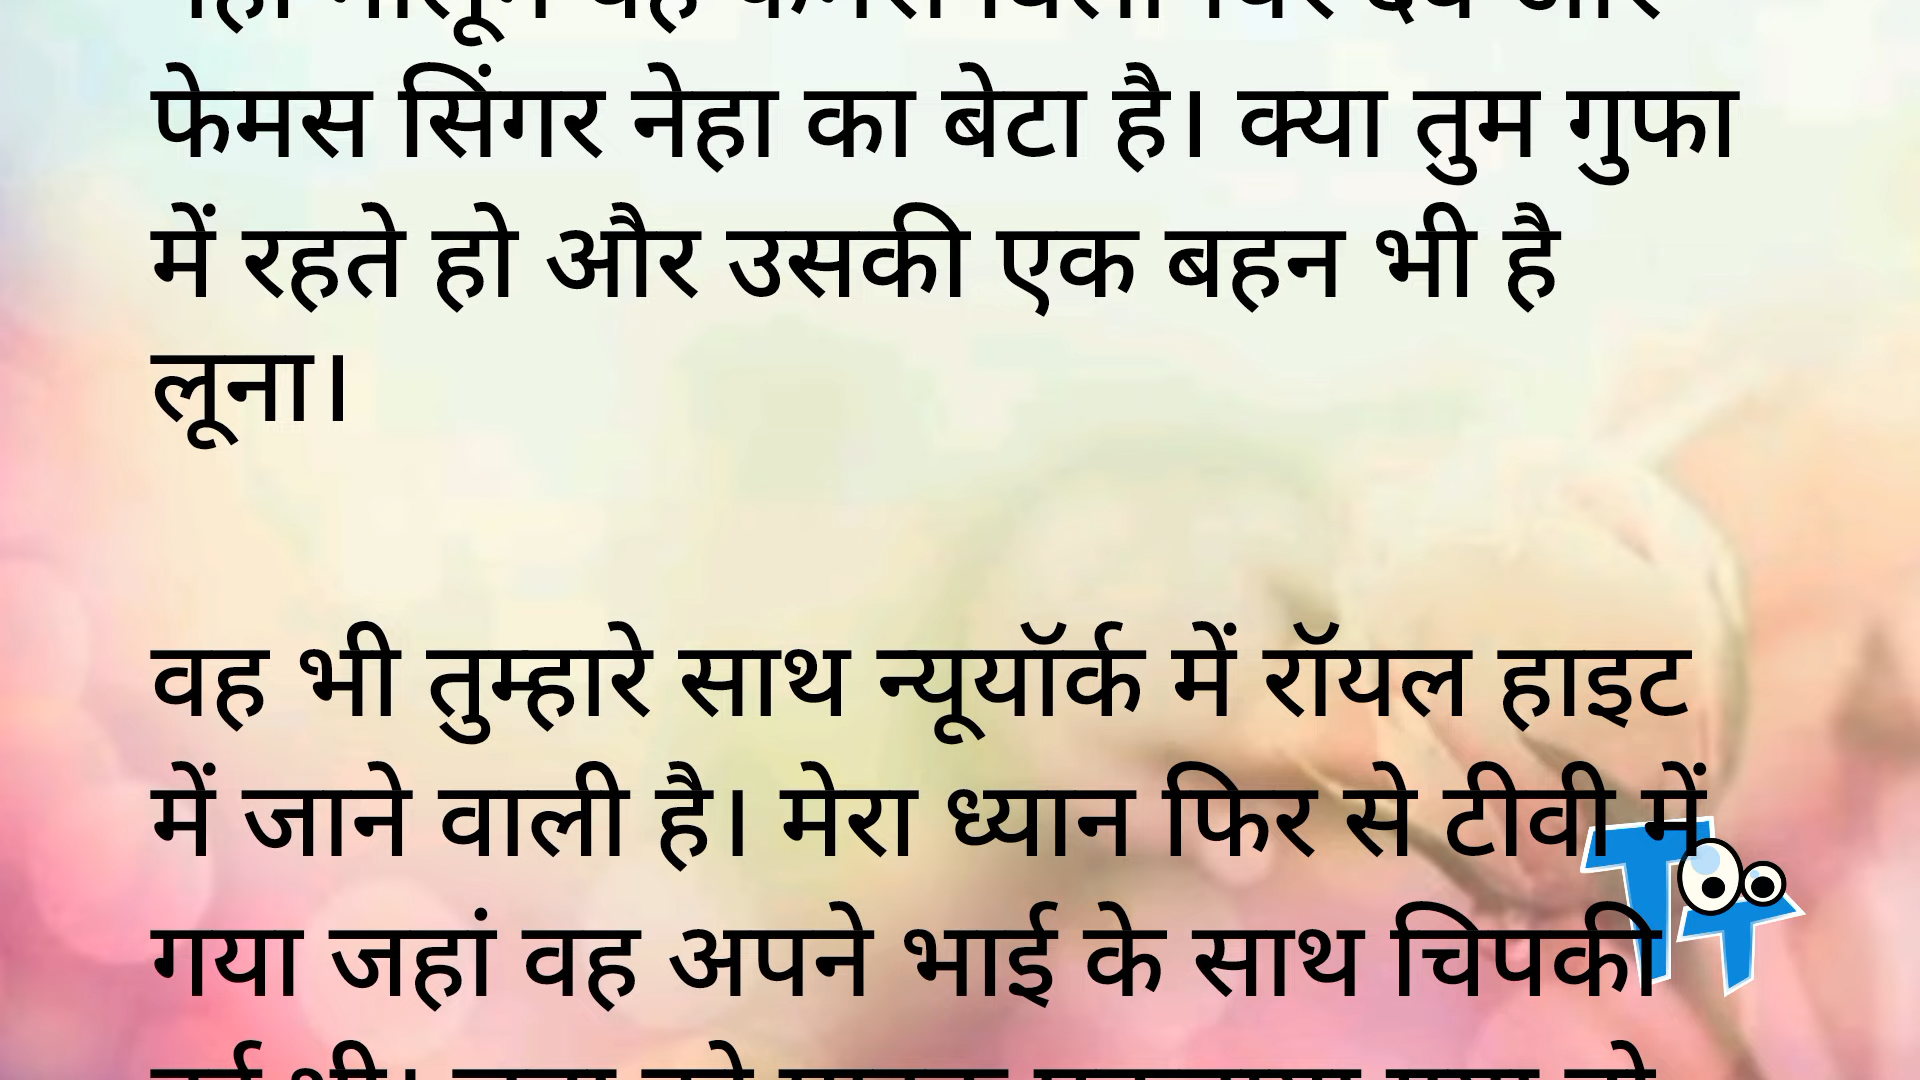 फेमस सिंगर नेहा का बेटा है। क्या तुम गुफा
में रहते हो और उसकी एक बहन भी है
लूना।
वह भी तुम्हारे साथ न्यूयॉर्क में रॉयल हाइट
में जाने वाली है। मेरा ध्यान फिर से टीवी में
गया जहां वह अपने भाई के साथ चिपकी